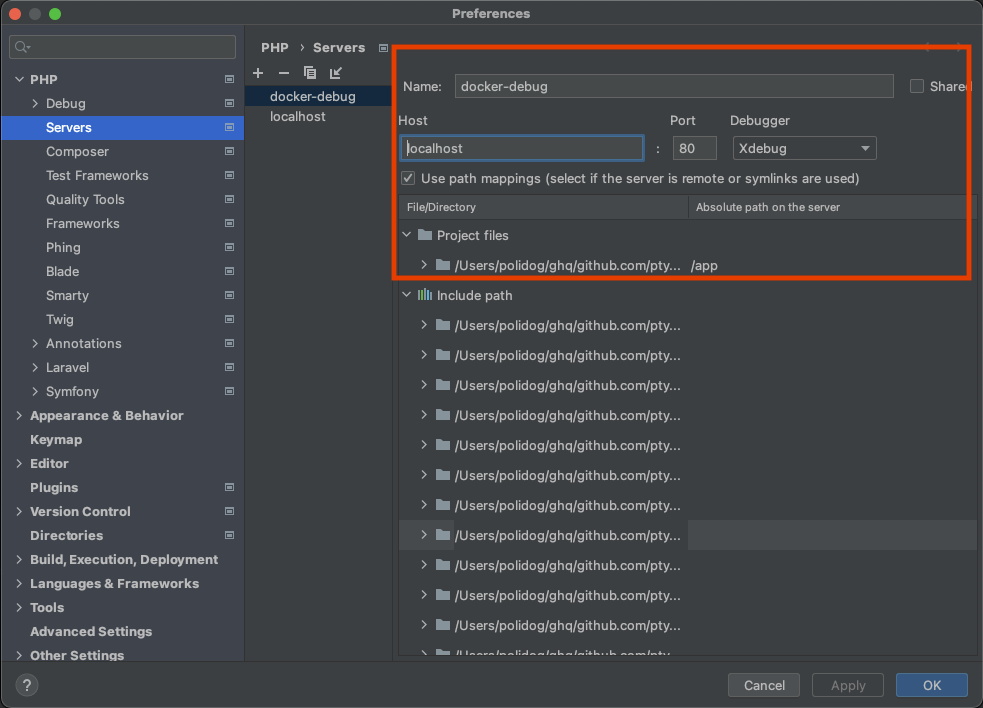 Preferences
PHP
Debug
Servers
Composer
Test Frameworks
Quality Tools
Frameworks
Phing
Blade
Smarty
Twig
Annotations
Laravel
Symfony
Appearance & Behavior
Keymap
Editor
Plugins
Version Control
Directories
Build, Execution, Deployment
Languages & Frameworks
Tools
Advanced Settings
Other Settings
PHP › Servers
docker-debug
localhost
Name: docker-debug Shared
Host Port Debugger
localhost : 80 Xdebug
Use path mappings (select if the server is remote or symlinks are used)
File/Directory Absolute path on the server
Project files
/Users/polidog/ghq/github.com/pty... /app
Include path
/Users/polidog/ghq/github.com/pty...
/Users/polidog/ghq/github.com/pty...
/Users/polidog/ghq/github.com/pty...
/Users/polidog/ghq/github.com/pty...
/Users/polidog/ghq/github.com/pty...
/Users/polidog/ghq/github.com/pty...
/Users/polidog/ghq/github.com/pty...
/Users/polidog/ghq/github.com/pty...
/Users/polidog/ghq/github.com/pty...
/Users/polidog/ghq/github.com/pty...
/Users/polidog/ghq/github.com/pty...
/Users/polidog/ghq/github.com/pty...
? Cancel Apply OK